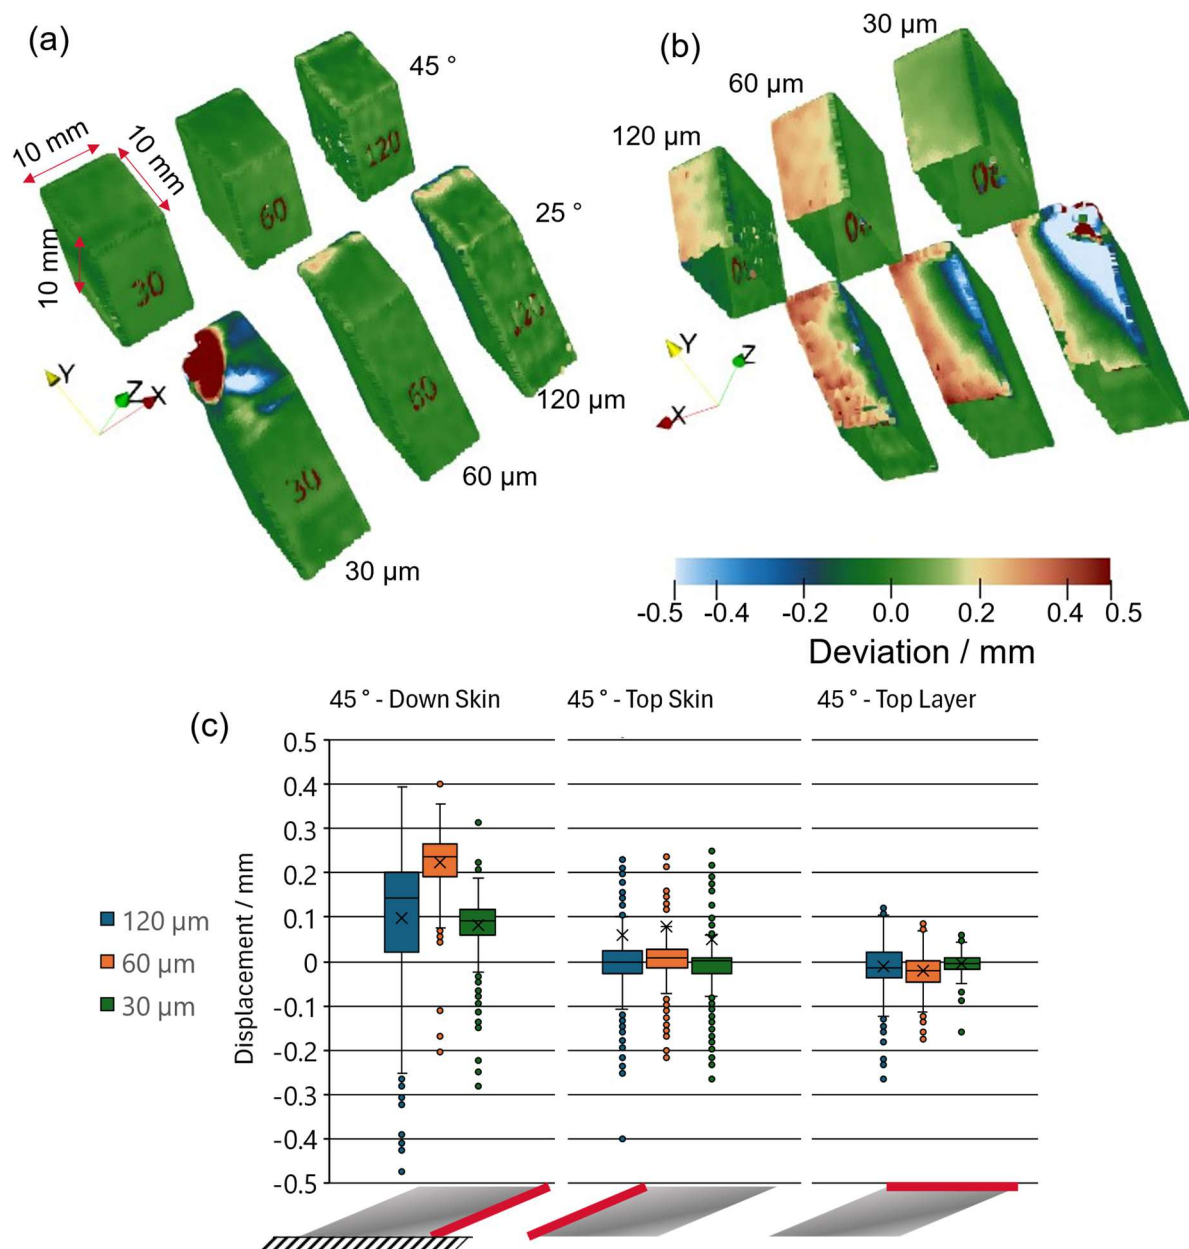 (a)
45 °
10 mm
10 mm
10 mm
30
60
120
25 °
30
60
120
Y
Z
X
120 µm
60 µm
30 µm
(b)
30 µm
60 µm
120 µm
Y
Z
X
-0.5
-0.4
-0.2
0.0
0.2
0.4
0.5
Deviation / mm
(c)
45 ° - Down Skin
45 ° - Top Skin
45 ° - Top Layer
0.5
0.4
0.3
0.2
0.1
0
-0.1
-0.2
-0.3
-0.4
-0.5
Displacement / mm
120 µm
60 µm
30 µm